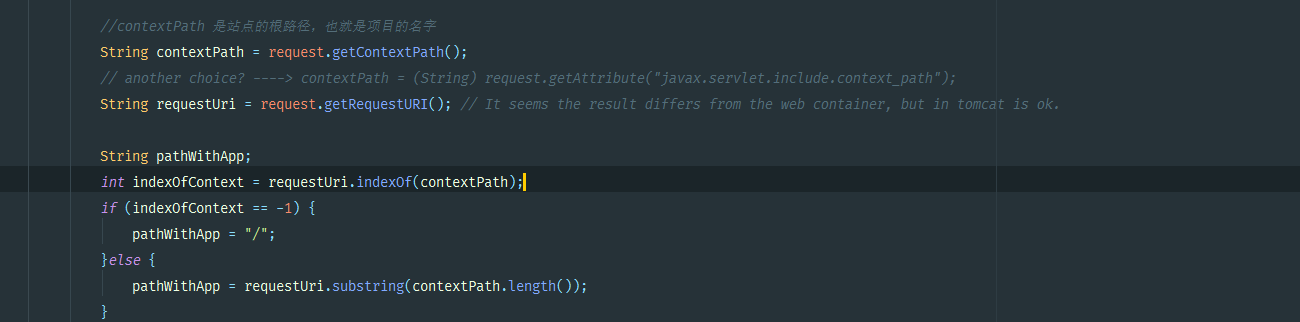 //contextPath 是站点的根路径，也就是项目的名字
String contextPath = request.getContextPath();
// another choice? ----> contextPath = (String) request.getAttribute("javax.servlet.include.context_path");
String requestUri = request.getRequestURI(); // It seems the result differs from the web container, but in tomcat is ok.
String pathWithApp;
int indexOfContext = requestUri.indexOf(contextPath);
if (indexOfContext == -1) {
pathWithApp = "/";
}else {
pathWithApp = requestUri.substring(contextPath.length());
}